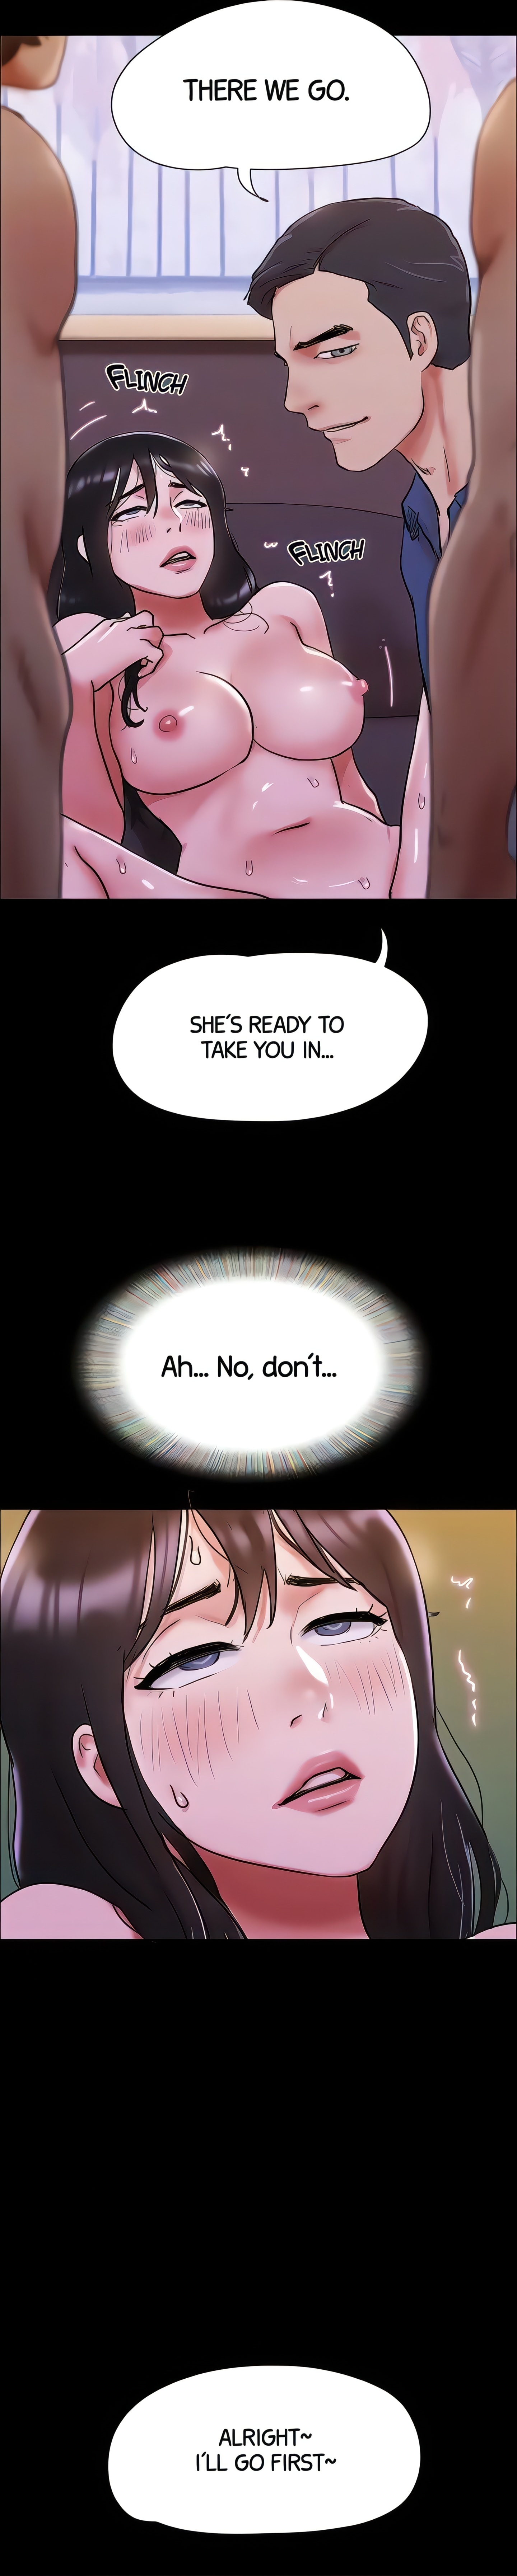 THERE WE GO.
FLINCH
FLINCH
SHE'S READY TO
TAKE YOU IN...
Ah... No, don't...
ALRIGHT~
I'LL GO FIRST~